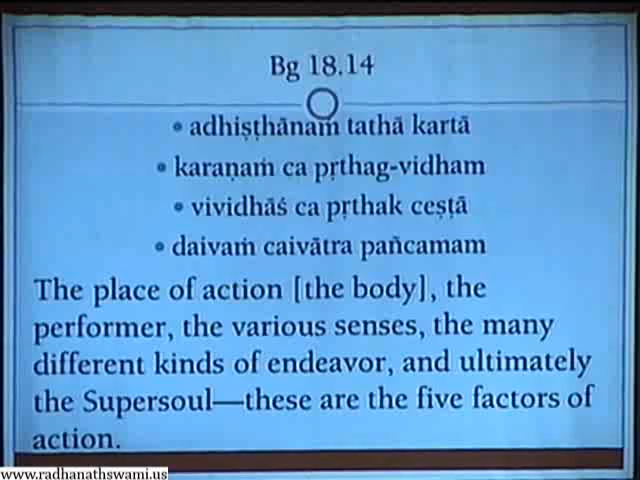 Bg 18.14
• adhiṣṭhānaṁ tathā kartā
• karaṇaṁ ca pṛthag-vidham
• vividhāś ca pṛthak ceṣṭā
• daivaṁ caivātra pañcamam
The place of action [the body], the
performer, the various senses, the many
different kinds of endeavor, and ultimately
the Supersoul—these are the five factors of
action.
www.radhanathswami.us